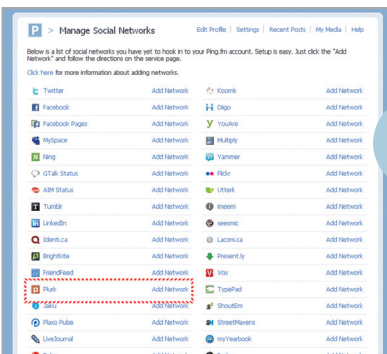 P > Manage Social Networks
Edit Profile | Settings | Recent Posts | My Media | Help
Below is a list of social networks you have yet to hook in to your Ping.fm account. Setup is easy. Just click the "Add
Network" and follow the directions on the service page.
Click here for more information about adding networks.
Twitter Add Network Koornk Add Network
Facebook Add Network Diigo Add Network
Facebook Pages Add Network YouAre Add Network
MySpace Add Network Multiply Add Network
Ning Add Network Yammer Add Network
GTalk Status Add Network Flickr Add Network
AIM Status Add Network Utterli Add Network
Tumblr Add Network imeem Add Network
LinkedIn Add Network seesmic Add Network
Identi.ca Add Network Laconi.ca Add Network
Brightkite Add Network Present.ly Add Network
FriendFeed Add Network Vox Add Network
Plurk Add Network TypePad Add Network
Jaiku Add Network ShoutEm Add Network
Plaxo Pulse Add Network StreetMavens Add Network
LiveJournal Add Network myYearbook Add Network